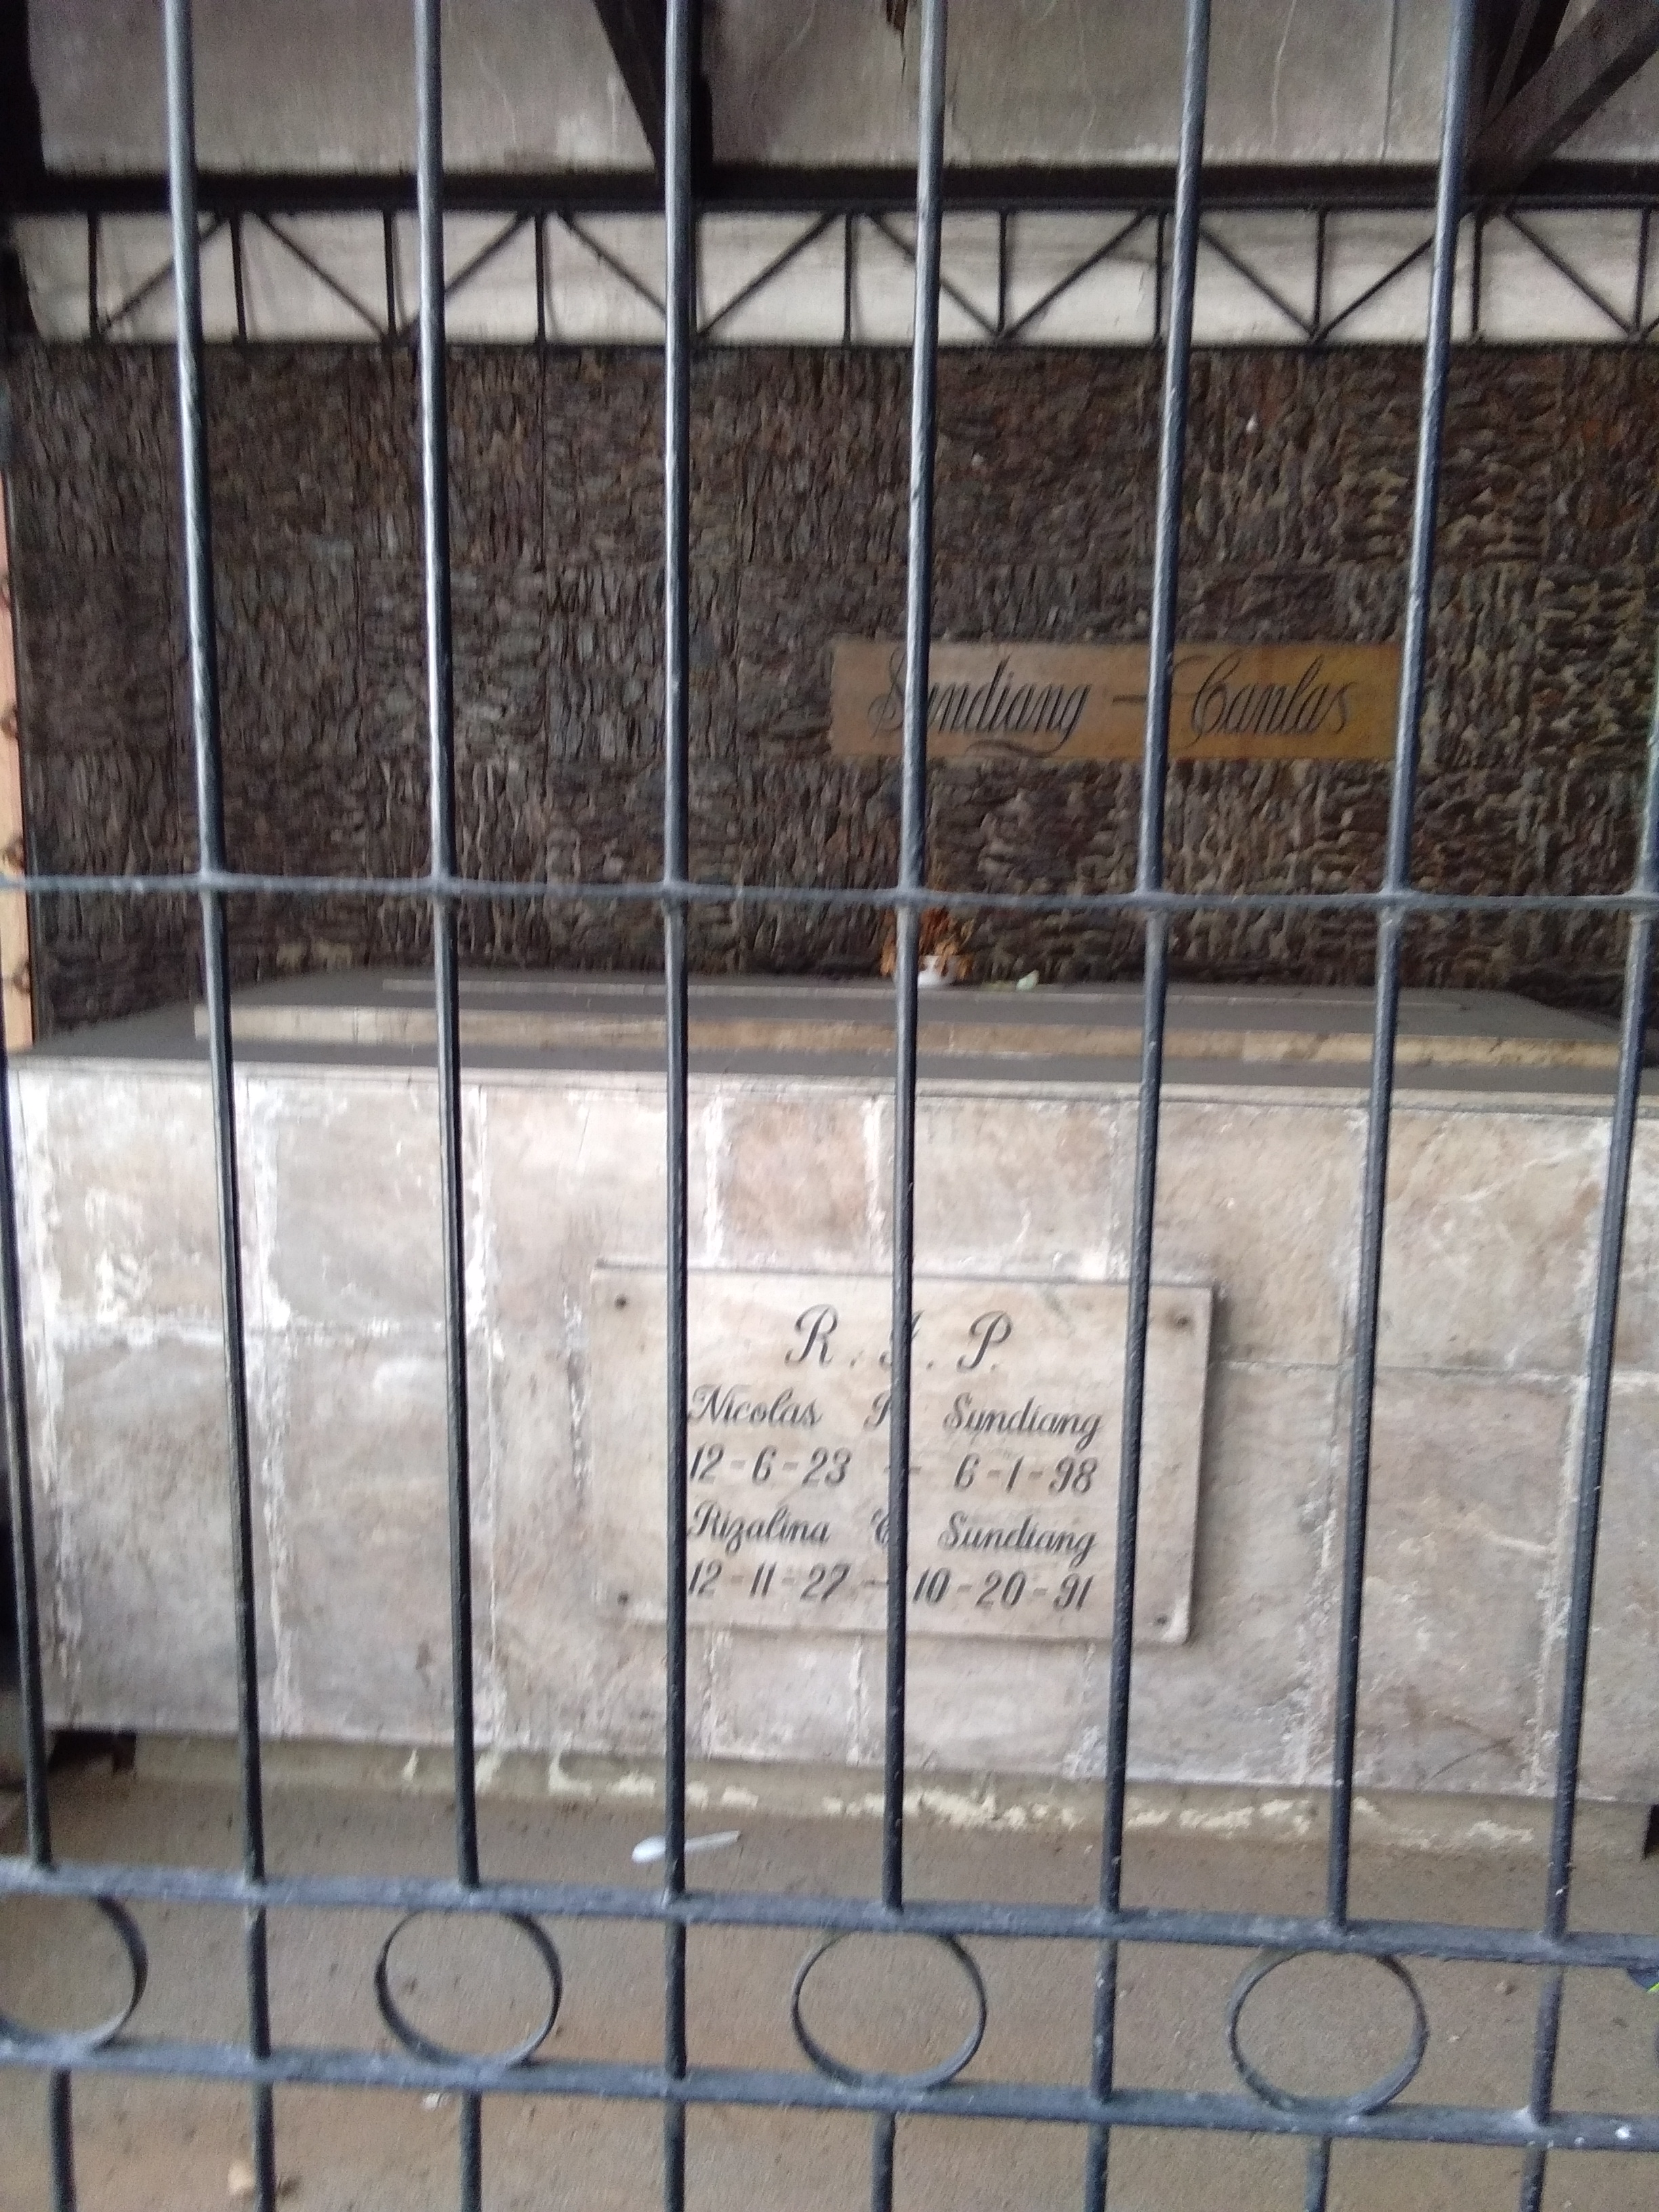 Sundiang - Canlas
R. I. P.
Nicolas Sundiang
12-6-23 - 6-1-98
Rizalina C Sundiang
12-11-27 - 10-20-91